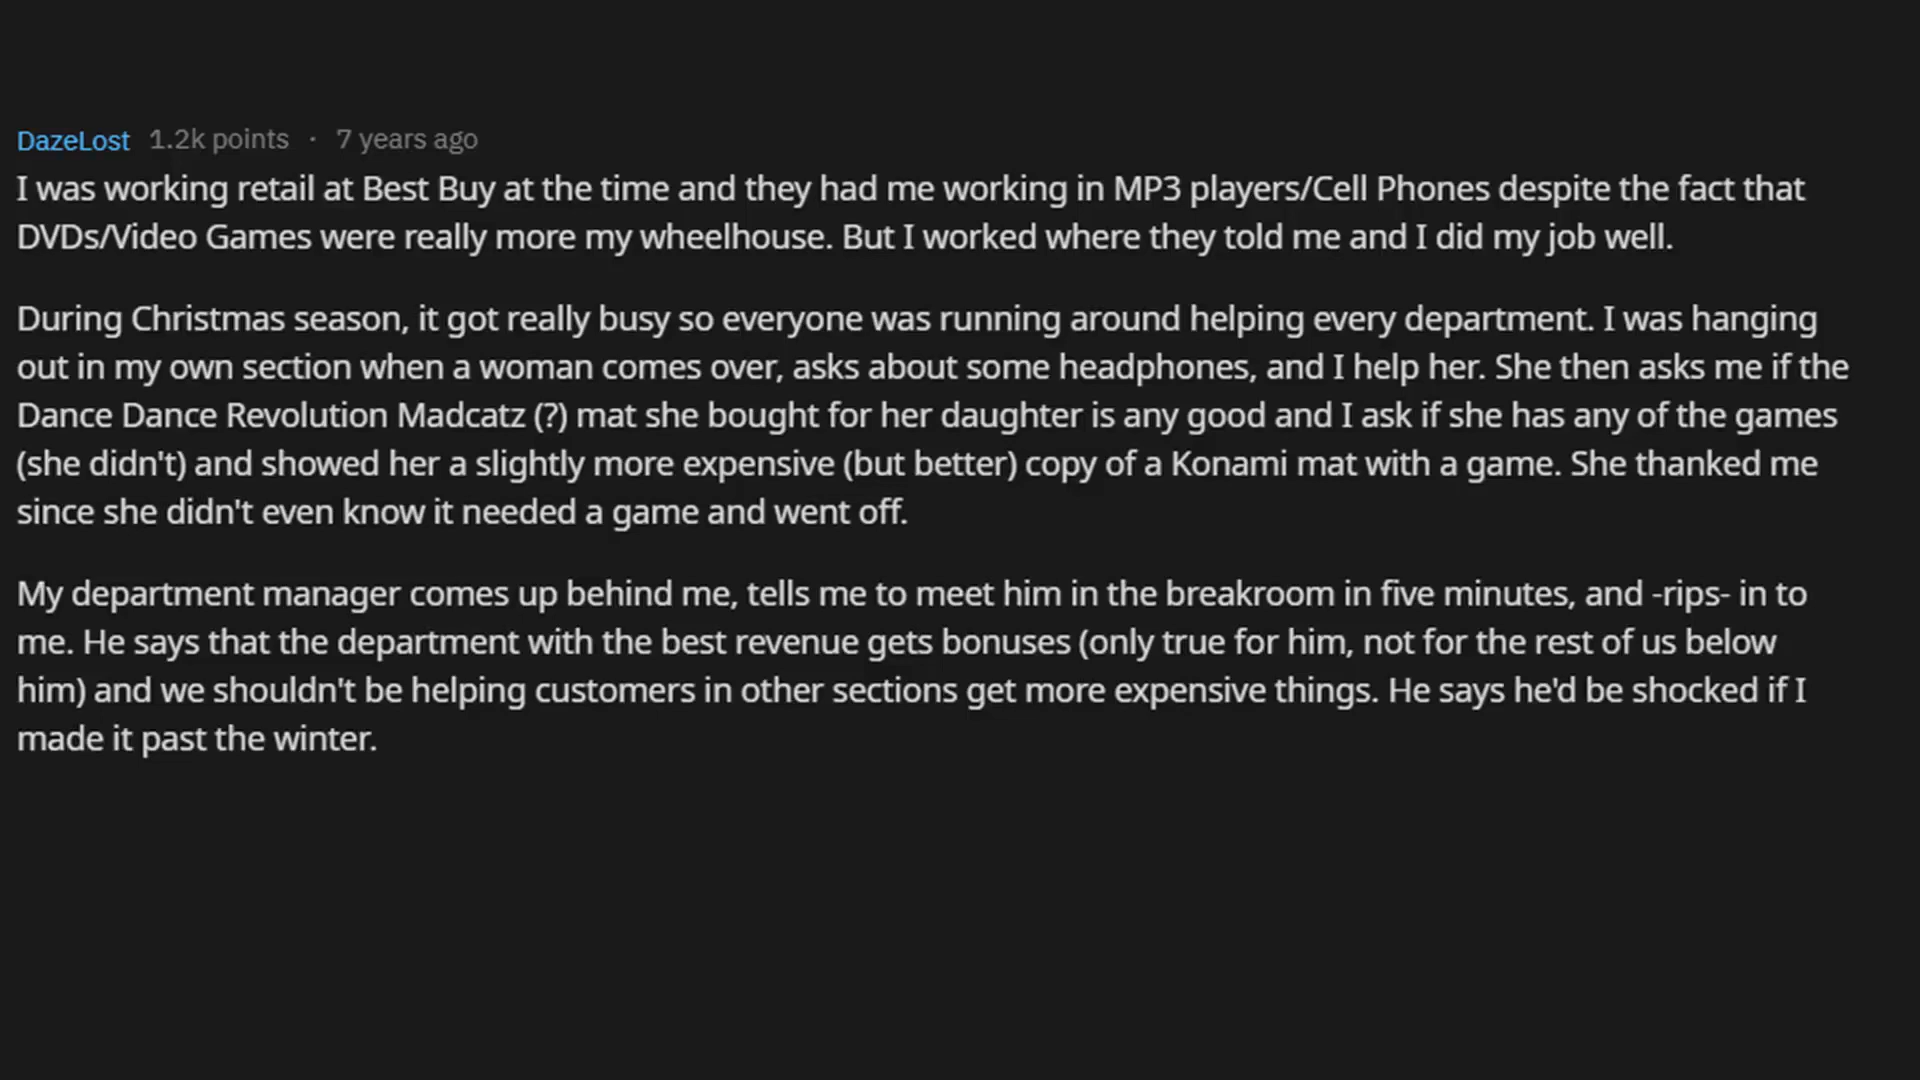 DazeLost 1.2k points · 7 years ago
I was working retail at Best Buy at the time and they had me working in MP3 players/Cell Phones despite the fact that
DVDs/Video Games were really more my wheelhouse. But I worked where they told me and I did my job well.
During Christmas season, it got really busy so everyone was running around helping every department. I was hanging
out in my own section when a woman comes over, asks about some headphones, and I help her. She then asks me if the
Dance Dance Revolution Madcatz (?) mat she bought for her daughter is any good and I ask if she has any of the games
(she didn't) and showed her a slightly more expensive (but better) copy of a Konami mat with a game. She thanked me
since she didn't even know it needed a game and went off.
My department manager comes up behind me, tells me to meet him in the breakroom in five minutes, and -rips- in to
me. He says that the department with the best revenue gets bonuses (only true for him, not for the rest of us below
him) and we shouldn't be helping customers in other sections get more expensive things. He says he'd be shocked if I
made it past the winter.